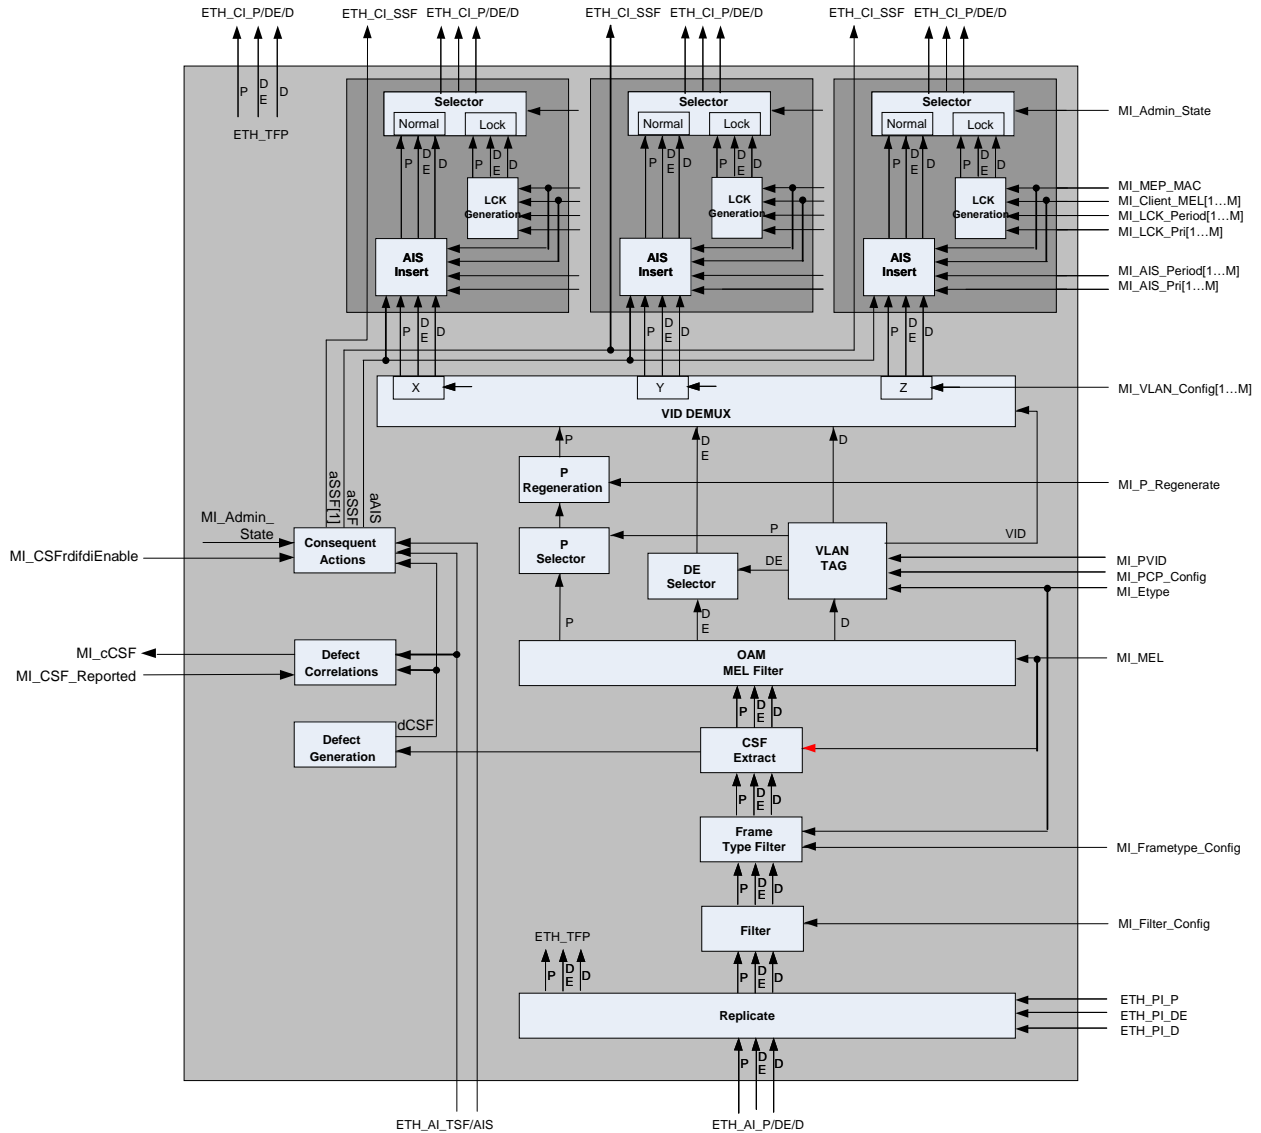 ETH_CI_P/DE/D
ETH_CI_SSF
ETH_CI_P/DE/D
ETH_CI_SSF
ETH_CI_P/DE/D
ETH_CI_SSF
ETH_CI_P/DE/D
P
D
E
D
ETH_TFP
Selector
Normal
Lock
P
D
E
D
P
D
E
D
LCK
Generation
AIS
Insert
P
D
E
D
Selector
Normal
Lock
P
D
E
D
P
D
E
D
LCK
Generation
AIS
Insert
P
D
E
D
Selector
Normal
Lock
P
D
E
D
P
D
E
D
LCK
Generation
AIS
Insert
P
D
E
D
MI_Admin_State
MI_MEP_MAC
MI_Client_MEL[1…M]
MI_LCK_Period[1…M]
MI_LCK_Pri[1…M]
MI_AIS_Period[1…M]
MI_AIS_Pri[1…M]
X
Y
Z
VID DEMUX
MI_VLAN_Config[1…M]
P
D
E
D
P
Regeneration
MI_P_Regenerate
aSSF[1]
aSSF
aAIS
MI_Admin_
State
MI_CSFrdifdiEnable
Consequent
Actions
P
Selector
P
DE
Selector
DE
VLAN
TAG
VID
MI_PVID
MI_PCP_Config
MI_Etype
P
D
E
D
MI_cCSF
MI_CSF_Reported
Defect
Correlations
OAM
MEL Filter
MI_MEL
P
D
E
D
dCSF
Defect
Generation
CSF
Extract
P
D
E
D
Frame
Type Filter
MI_Frametype_Config
P
D
E
D
Filter
MI_Filter_Config
ETH_TFP
P
D
E
D
P
D
E
D
Replicate
ETH_PI_P
ETH_PI_DE
ETH_PI_D
P
D
E
D
ETH_AI_TSF/AIS
ETH_AI_P/DE/D